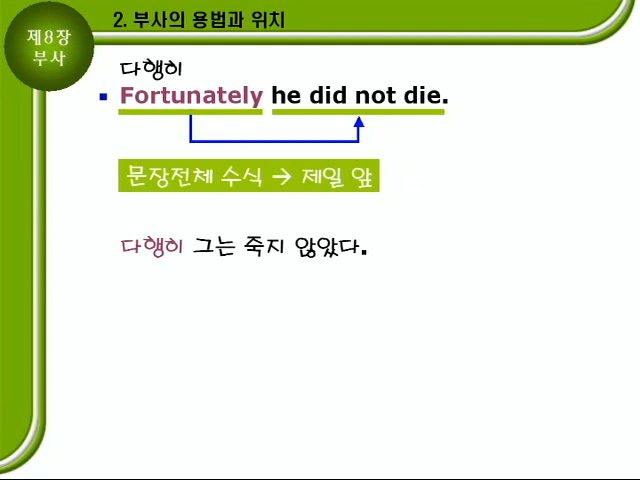 제8장
부사
2. 부사의 용법과 위치
다행히
Fortunately he did not die.
문장전체 수식 → 제일 앞
다행히 그는 죽지 않았다.